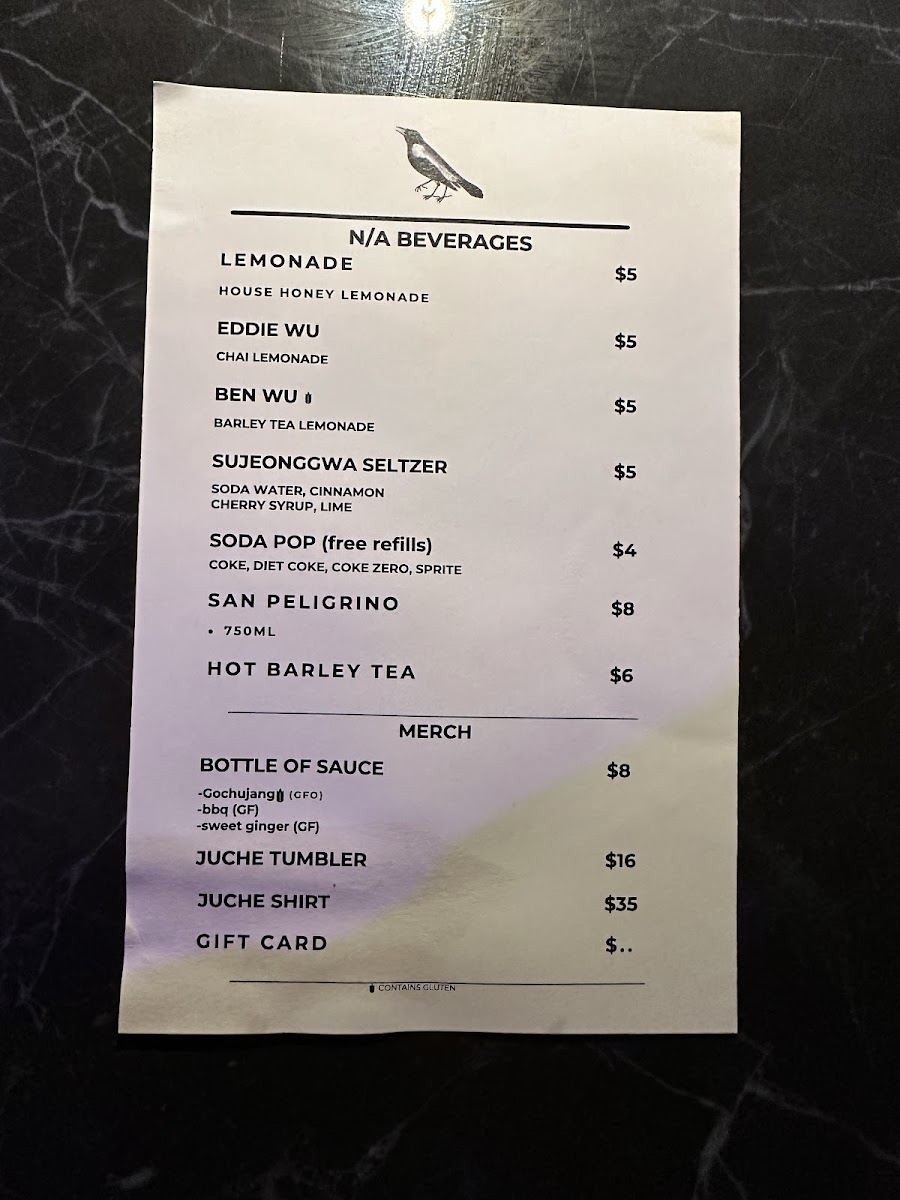 N/A BEVERAGES
LEMONADE $5
HOUSE HONEY LEMONADE
EDDIE WU $5
CHAI LEMONADE
BEN WU $5
BARLEY TEA LEMONADE
SUJEONGGWA SELTZER $5
SODA WATER, CINNAMON
CHERRY SYRUP, LIME
SODA POP (free refills) $4
COKE, DIET COKE, COKE ZERO, SPRITE
SAN PELIGRINO $8
• 750ML
HOT BARLEY TEA $6
MERCH
BOTTLE OF SAUCE $8
-Gochujang (GFO)
-bbq (GF)
-sweet ginger (GF)
JUCHE TUMBLER $16
JUCHE SHIRT $35
GIFT CARD $..
CONTAINS GLUTEN